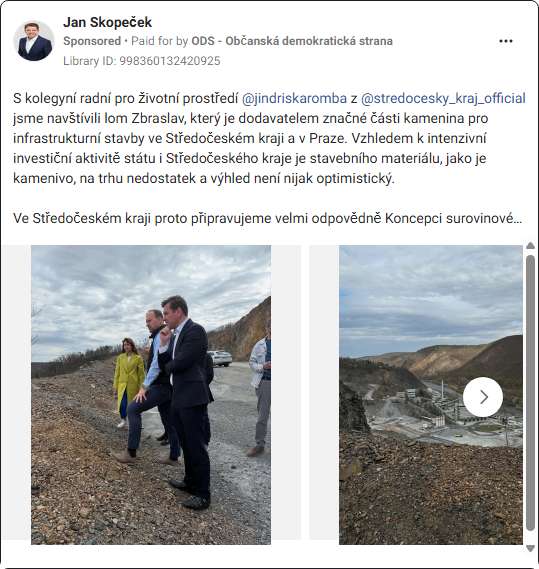 Jan Skopeček
Sponsored • Paid for by ODS - Občanská demokratická strana
Library ID: 998360132420925
S kolegyní radní pro životní prostředí @jindriskaromba z @stredocesky_kraj_official
jsme navštívili lom Zbraslav, který je dodavatelem značné části kamenina pro
infrastrukturní stavby ve Středočeském kraji a v Praze. Vzhledem k intenzivní
investiční aktivitě státu i Středočeského kraje je stavebního materiálu, jako je
kamenivo, na trhu nedostatek a výhled není nijak optimistický.
Ve Středočeském kraji proto připravujeme velmi odpovědně Koncepci surovinové…